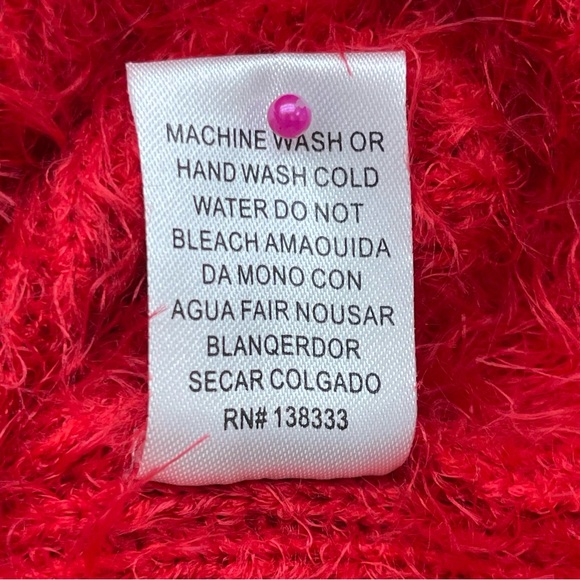 MACHINE WASH OR
HAND WASH COLD
WATER DO NOT
BLEACH AMAOUIDA
DA MONO CON
AGUA FAIR NOUSAR
BLANQERDOR
SECAR COLGADO
RN# 138333